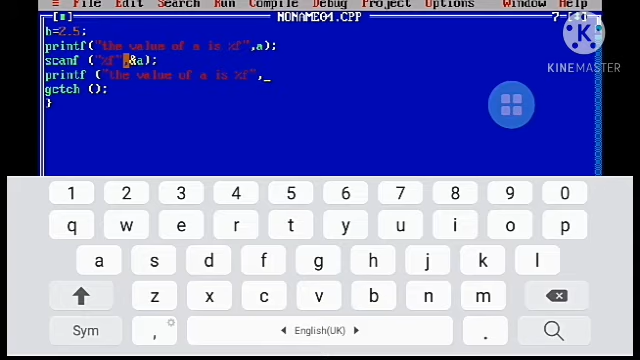 ≡ File Edit Search Run Compile Debug Project Options Window Help
[■] NONAME04.CPP 7=[↕]
h=2.5;
printf("the value of a is %f",a);
scanf ("%f",&a);
printf ("the value of a is %f",_
getch ();
}
KINEMASTER
1 2 3 4 5 6 7 8 9 0
q w e r t y u i o p
a s d f g h j k l
z x c v b n m
Sym , English(UK) .